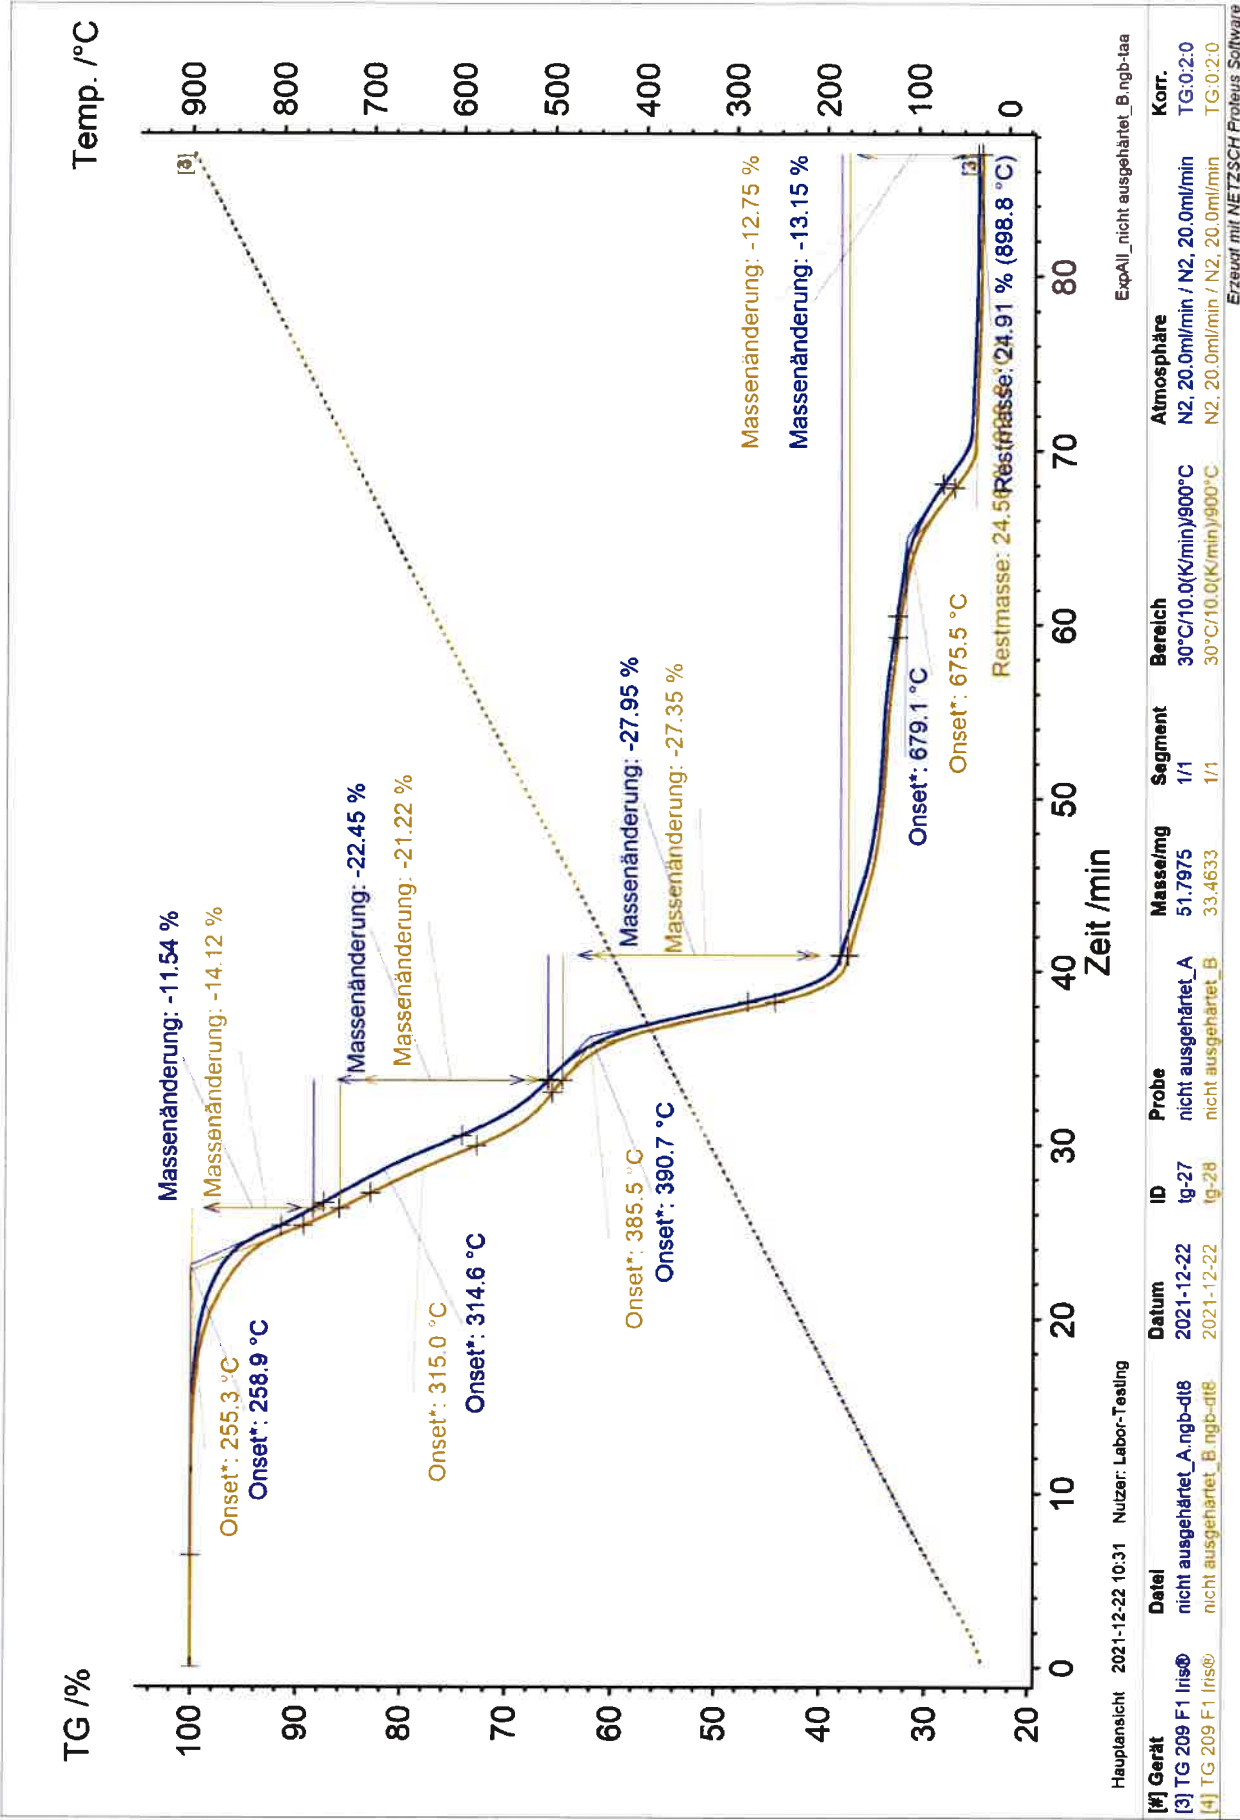 TG /%
Temp. /°C
100
90
80
70
60
50
40
30
20
900
800
700
600
500
400
300
200
100
0
[3]
Massenänderung: -11.54 %
Massenänderung: -14.12 %
Massenänderung: -22.45 %
Massenänderung: -21.22 %
Massenänderung: -27.95 %
Massenänderung: -27.35 %
Massenänderung: -12.75 %
Massenänderung: -13.15 %
Onset*: 255.3 °C
Onset*: 258.9 °C
Onset*: 315.0 °C
Onset*: 314.6 °C
Onset*: 385.5 °C
Onset*: 390.7 °C
Onset*: 679.1 °C
Onset*: 675.5 °C
[3]
Restmasse: 24.91 % (898.8 °C)
Restmasse: 24.56
0 10 20 30 40 50 60 70 80
Zeit /min
Hauptansicht 2021-12-22 10:31 Nutzer: Labor-Testing
ExpAll_nicht ausgehärtet_B.ngb-taa
[#] Gerät Datei Datum ID Probe Masse/mg Segment Bereich Atmosphäre Korr.
[3] TG 209 F1 Iris® nicht ausgehärtet_A.ngb-dt8 2021-12-22 tg-27 nicht ausgehärtet_A 51.7975 1/1 30°C/10.0(K/min)/900°C N2, 20.0ml/min / N2, 20.0ml/min TG:0:2:0
[4] TG 209 F1 Iris® nicht ausgehärtet_B.ngb-dt8 2021-12-22 tg-28 nicht ausgehärtet_B 33.4633 1/1 30°C/10.0(K/min)/900°C N2, 20.0ml/min / N2, 20.0ml/min TG:0:2:0
Erzeugt mit NETZSCH Proteus Software